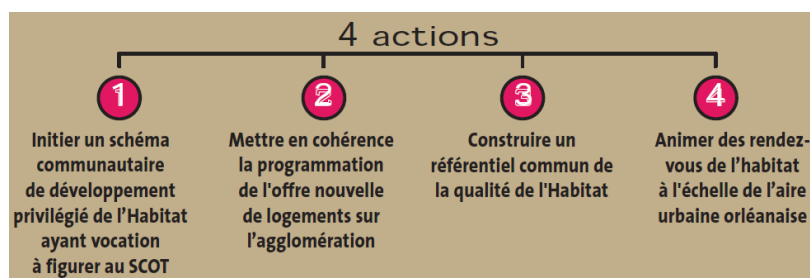 4 actions
1
Initier un schéma
communautaire
de développement
privilégié de l’Habitat
ayant vocation
à figurer au SCOT
2
Mettre en cohérence
la programmation
de l'offre nouvelle
de logements sur
l’agglomération
3
Construire un
référentiel commun de
la qualité de l'Habitat
4
Animer des rendez-
vous de l’habitat
à l'échelle de l’aire
urbaine orléanaise